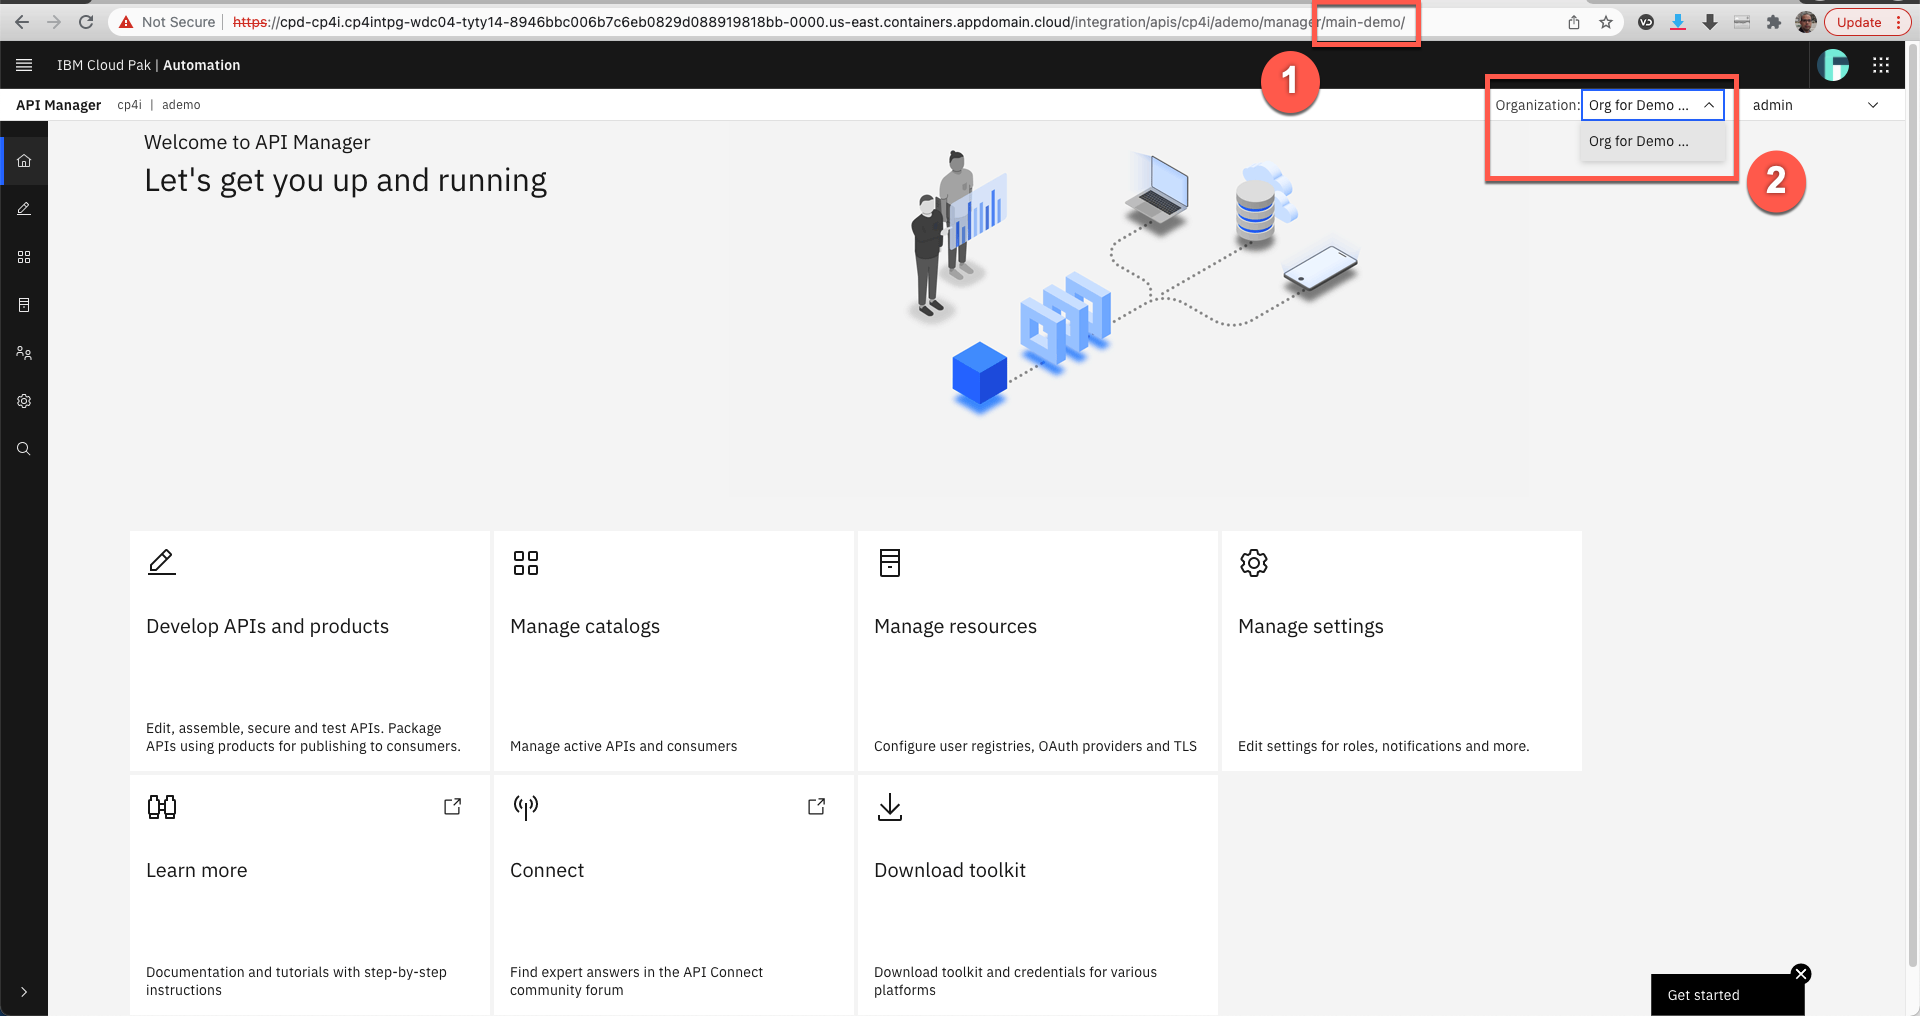 Not Secure | https://cpd-cp4i.cp4intpg-wdc04-tyty14-8946bbc006b7c6eb0829d088919818bb-0000.us-east.containers.appdomain.cloud/integration/apis/cp4i/ademo/manager/main-demo/
Update
IBM Cloud Pak | Automation
1
API Manager cp4i | ademo
Organization: Org for Demo ...
admin
Org for Demo ...
2
Welcome to API Manager
Let's get you up and running
Develop APIs and products
Edit, assemble, secure and test APIs. Package
APIs using products for publishing to consumers.
Manage catalogs
Manage active APIs and consumers
Manage resources
Configure user registries, OAuth providers and TLS
Manage settings
Edit settings for roles, notifications and more.
Learn more
Documentation and tutorials with step-by-step
instructions
Connect
Find expert answers in the API Connect
community forum
Download toolkit
Download toolkit and credentials for various
platforms
Get started